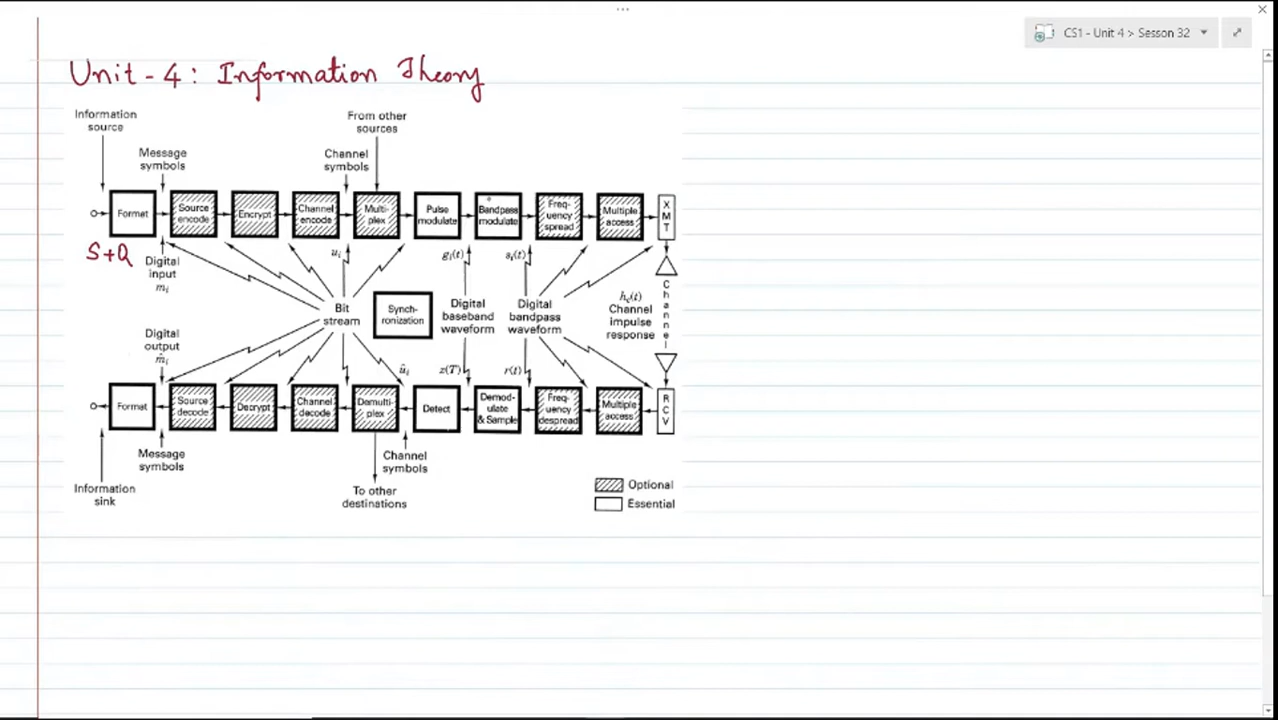 CS1 - Unit 4 > Sesson 32
Unit - 4 : Information Theory
Information
source
From other
sources
Message
symbols
Channel
symbols
Format
Source
encode
Encrypt
Channel
encode
Multi-
plex
Pulse
modulate
Bandpass
modulate
Freq-
uency
spread
Multiple
access
X
M
T
S+Q
Digital
input
mi
ui
gi(t)
si(t)
Bit
stream
Synch-
ronization
Digital
baseband
waveform
Digital
bandpass
waveform
hc(t)
Channel
impulse
response
C
h
a
n
n
e
l
Digital
output
m̂i
ûi
z(T)
r(t)
Format
Source
decode
Decrypt
Channel
decode
Demulti-
plex
Detect
Demod-
ulate
& Sample
Freq-
uency
despread
Multiple
access
R
C
V
Message
symbols
Channel
symbols
Information
sink
To other
destinations
Optional
Essential